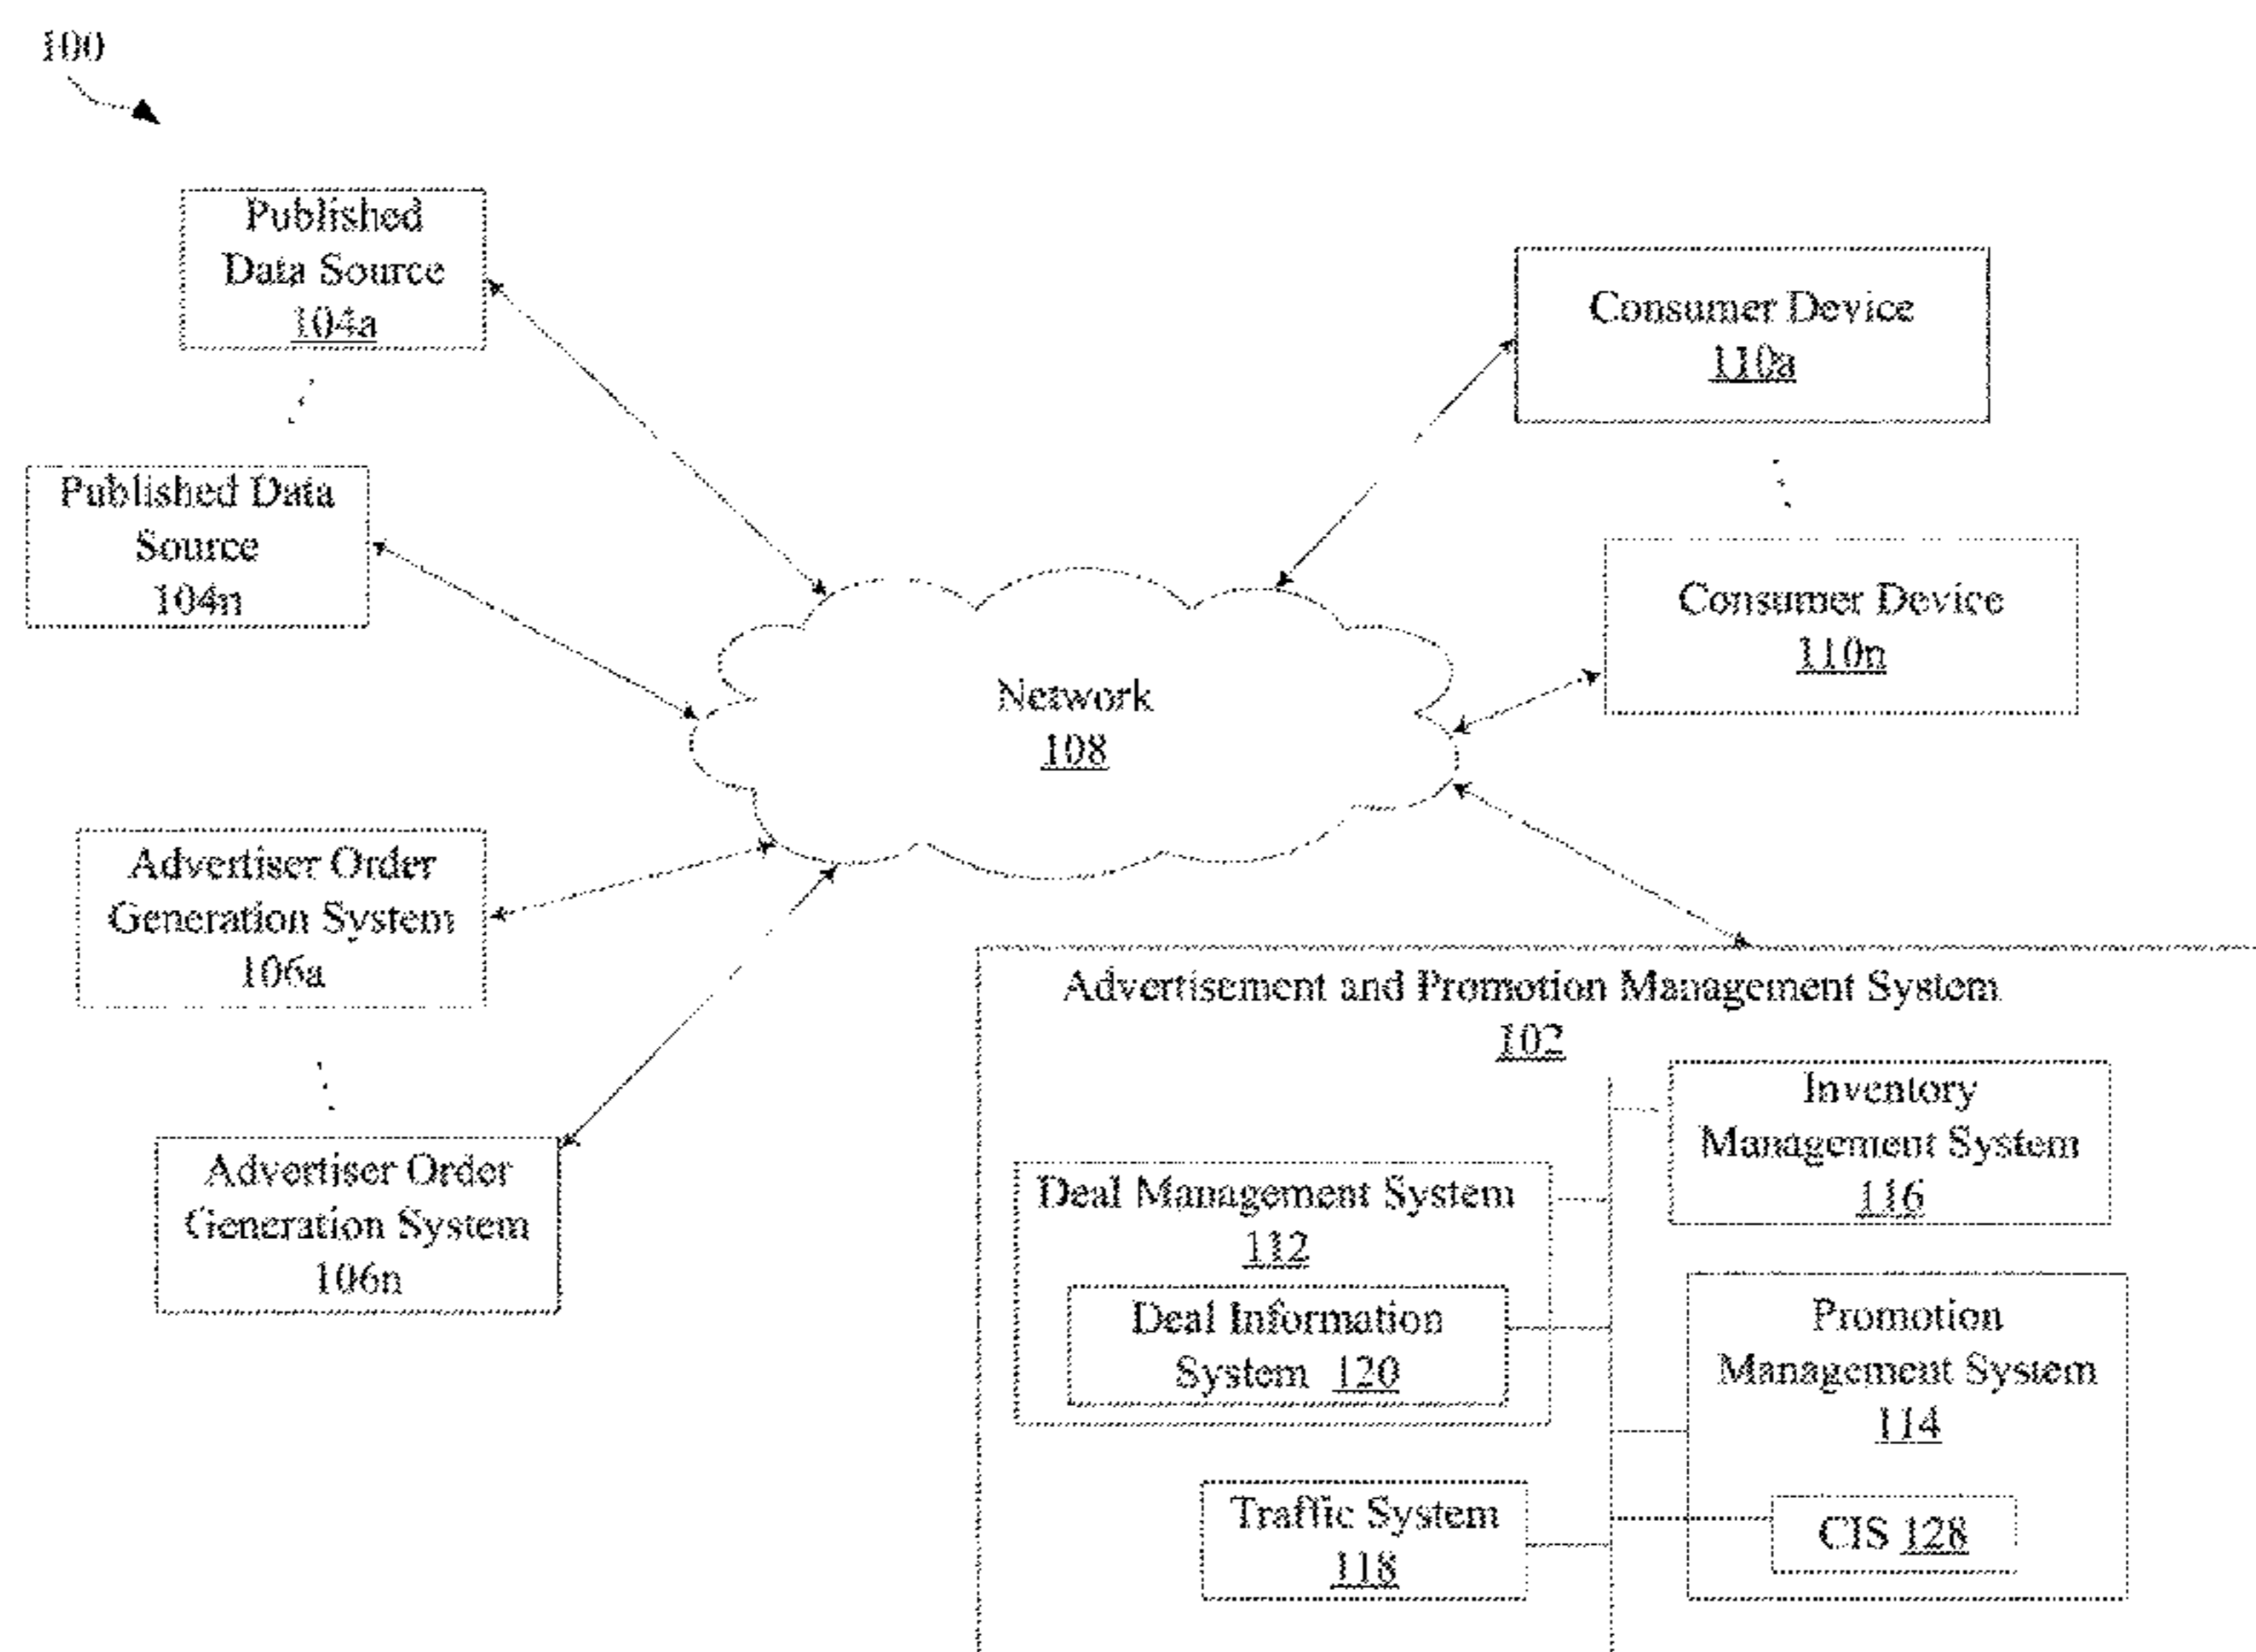 100
Published
Data Source
104a
Published Data
Source
104n
Consumer Device
110a
Consumer Device
110n
Network
108
Advertiser Order
Generation System
106a
Advertiser Order
Generation System
106n
Advertisement and Promotion Management System
102
Inventory
Management System
116
Deal Management System
112
Deal Information
System 120
Promotion
Management System
114
Traffic System
118
CIS 128